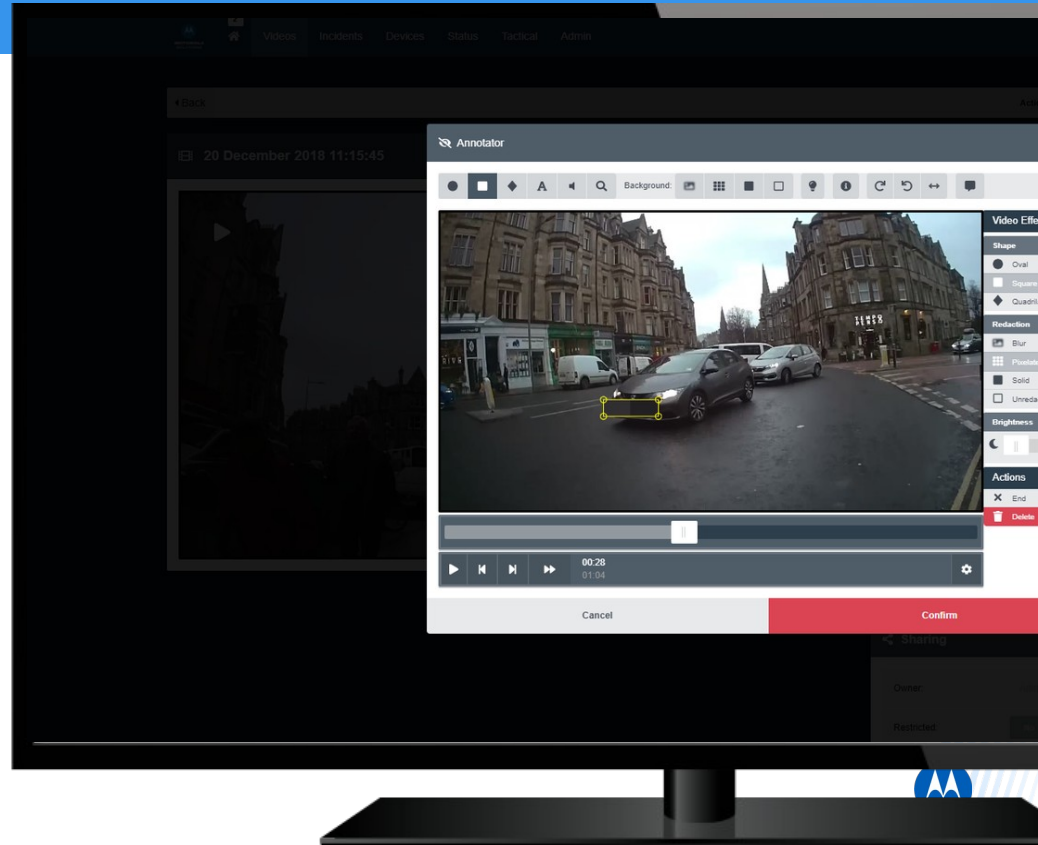 Videos Incidents Devices Status Tactical Admin
Back
20 December 2018 11:15:45
Annotator
A
Background:
Video Effe
Shape
Oval
Square
Quadril
Redaction
Blur
Pixelat
Solid
Unreda
Brightness
Actions
End
Delete
TEMPO
PERSO
00:28
01:04
Cancel
Confirm
Sharing
Owner
Restricted